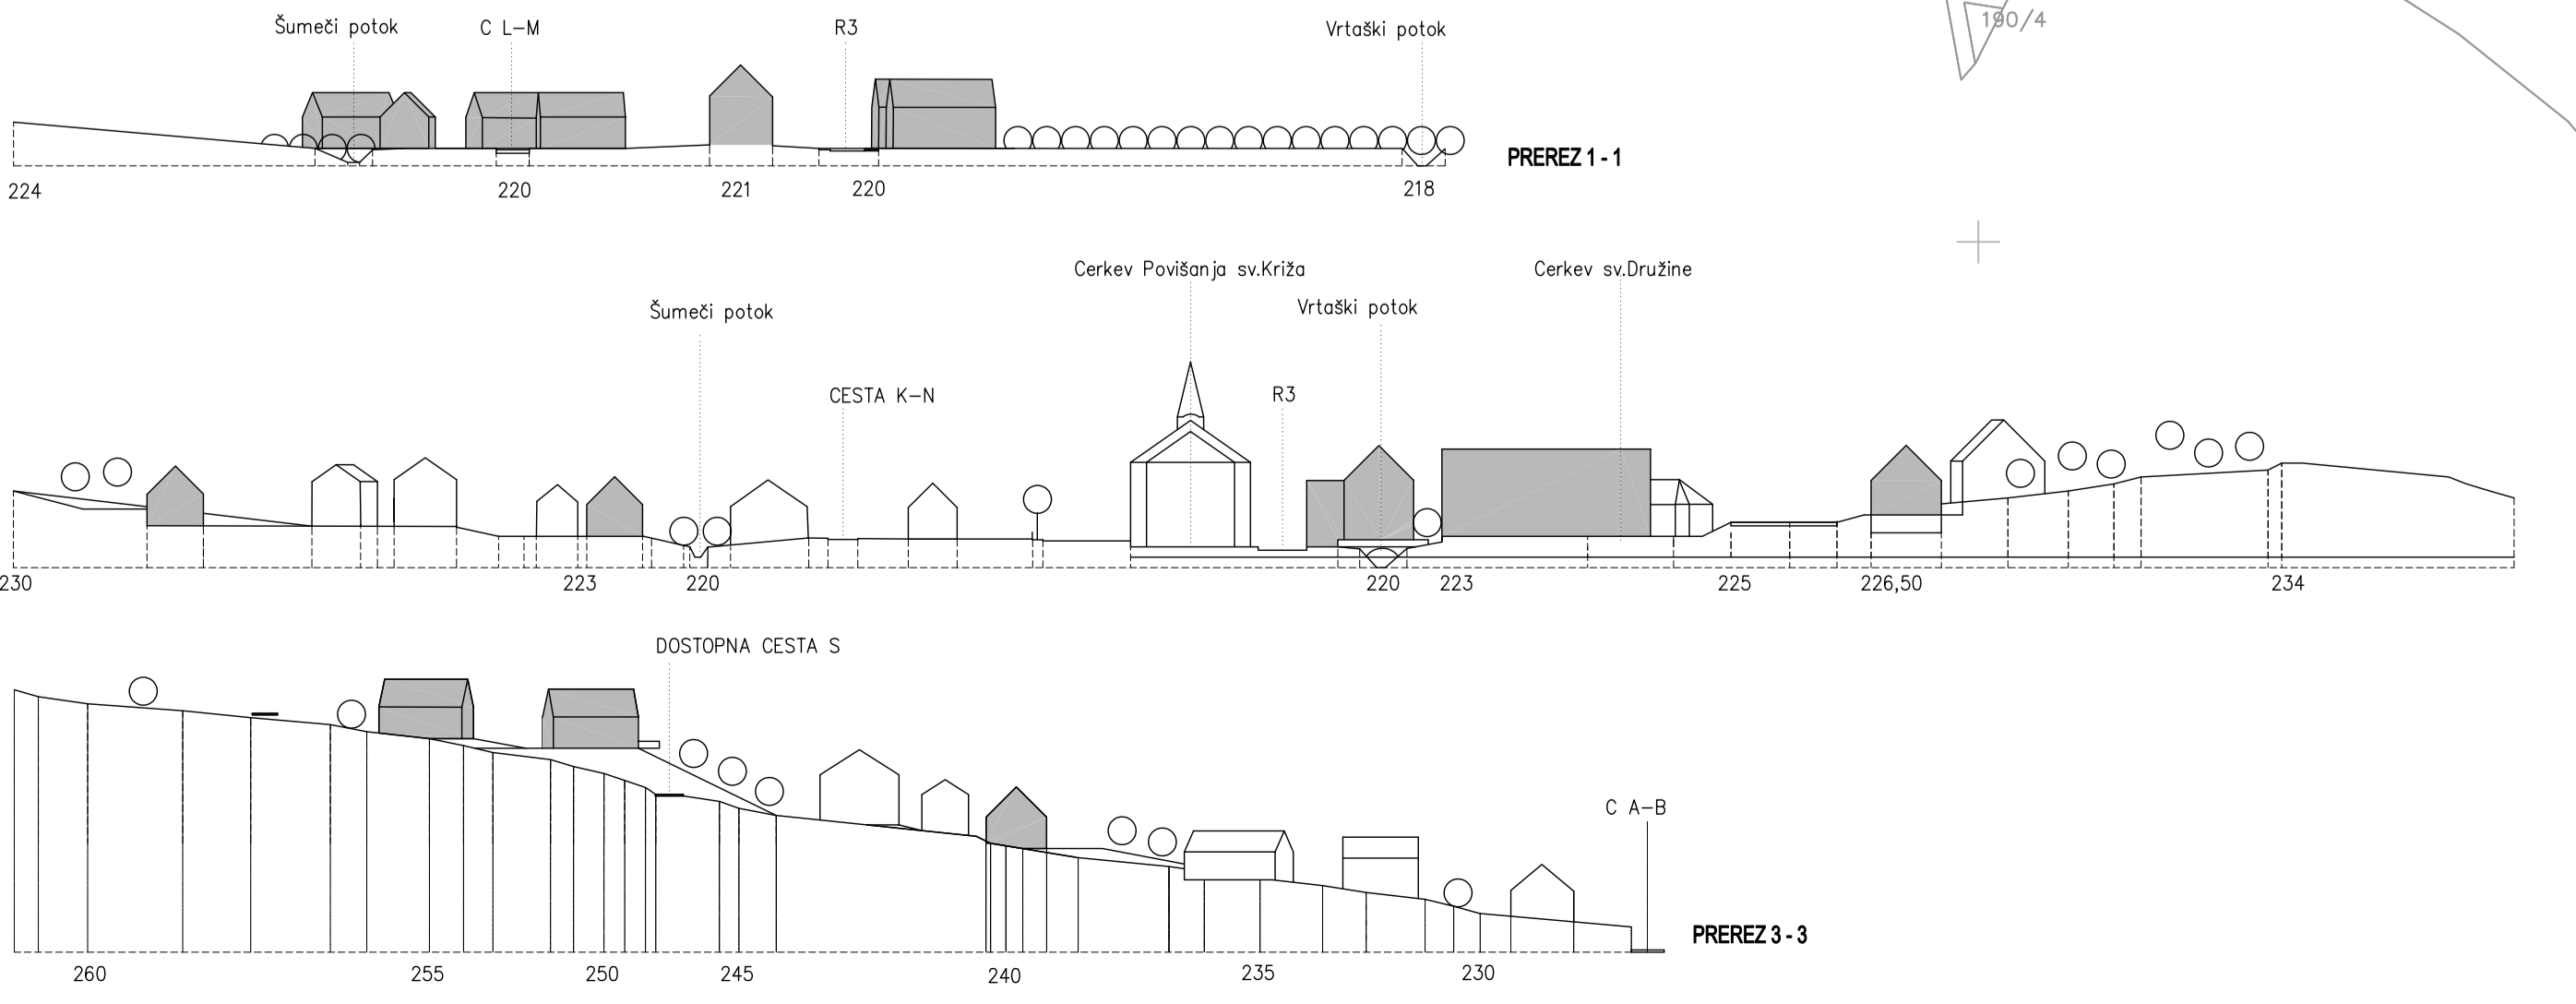 190/4
Šumeči potok
C L-M
R3
Vrtaški potok
PREREZ 1 - 1
224
220
221
220
218
Cerkev Povišanja sv.Križa
Cerkev sv.Družine
Šumeči potok
Vrtaški potok
CESTA K-N
R3
230
223
220
220
223
225
226,50
234
DOSTOPNA CESTA S
C A-B
PREREZ 3 - 3
260
255
250
245
240
235
230